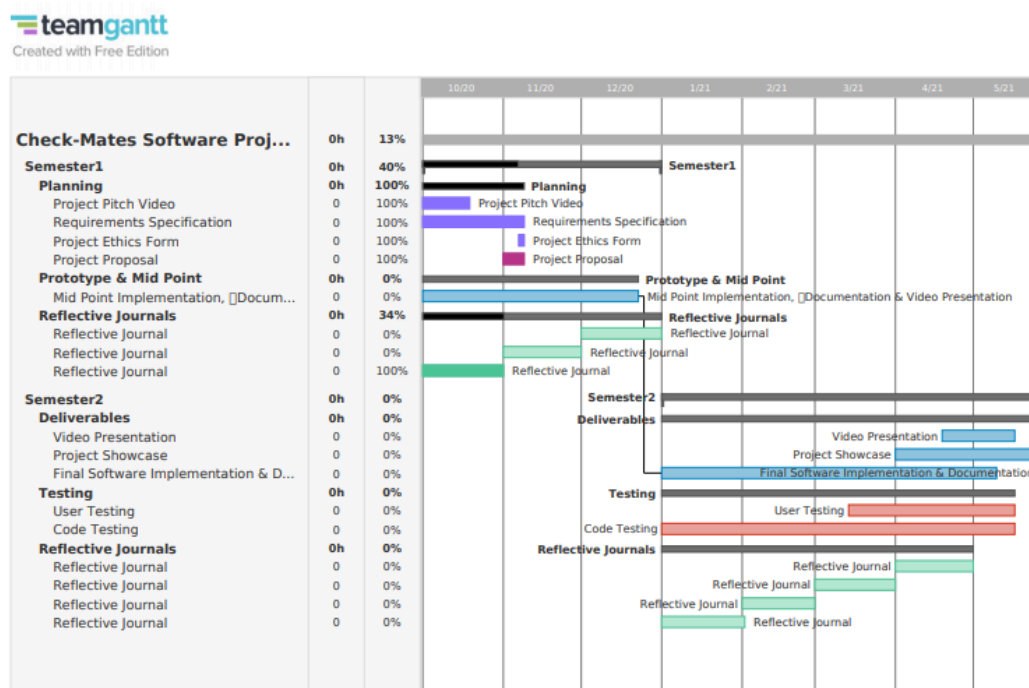 teamgantt
Created with Free Edition
10/20 11/20 12/20 1/21 2/21 3/21 4/21 5/21
Check-Mates Software Proj... 0h 13%
Semester1 0h 40% Semester1
Planning 0h 100% Planning
Project Pitch Video 0 100% Project Pitch Video
Requirements Specification 0 100% Requirements Specification
Project Ethics Form 0 100% Project Ethics Form
Project Proposal 0 100% Project Proposal
Prototype & Mid Point 0h 0% Prototype & Mid Point
Mid Point Implementation, ▯Docum... 0 0% Mid Point Implementation, ▯Documentation & Video Presentation
Reflective Journals 0h 34% Reflective Journals
Reflective Journal 0 0% Reflective Journal
Reflective Journal 0 0% Reflective Journal
Reflective Journal 0 100% Reflective Journal
Semester2 0h 0% Semester2
Deliverables 0h 0% Deliverables
Video Presentation 0 0% Video Presentation
Project Showcase 0 0% Project Showcase
Final Software Implementation & D... 0 0% Final Software Implementation & Documentation
Testing 0h 0% Testing
User Testing 0 0% User Testing
Code Testing 0 0% Code Testing
Reflective Journals 0h 0% Reflective Journals
Reflective Journal 0 0% Reflective Journal
Reflective Journal 0 0% Reflective Journal
Reflective Journal 0 0% Reflective Journal
Reflective Journal 0 0% Reflective Journal